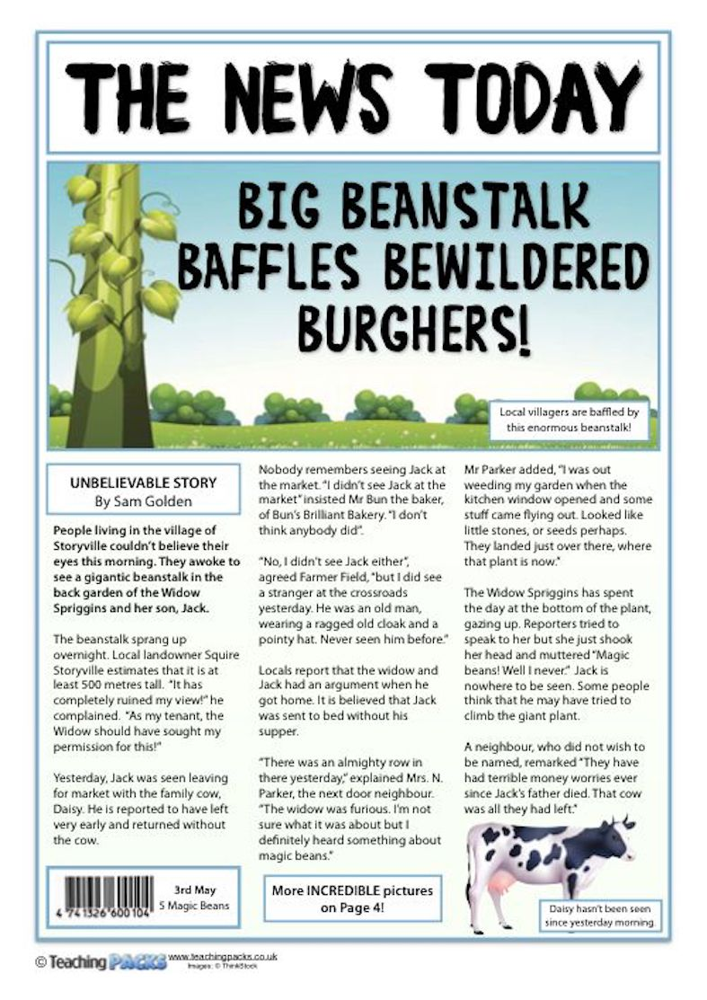 THE NEWS TODAY
BIG BEANSTALK
BAFFLES BEWILDERED
BURGHERS!
Local villagers are baffled by
this enormous beanstalk!
UNBELIEVABLE STORY
By Sam Golden
People living in the village of
Storyville couldn't believe their
eyes this morning. They awoke to
see a gigantic beanstalk in the
back garden of the Widow
Spriggins and her son, Jack.
The beanstalk sprang up
overnight. Local landowner Squire
Storyville estimates that it is at
least 500 metres tall. "It has
completely ruined my view!" he
complained. "As my tenant, the
Widow should have sought my
permission for this!"
Yesterday, Jack was seen leaving
for market with the family cow,
Daisy. He is reported to have left
very early and returned without
the cow.
4 741326 600104
3rd May
5 Magic Beans
Nobody remembers seeing Jack at
the market. "I didn't see Jack at the
market" insisted Mr Bun the baker,
of Bun's Brilliant Bakery. "I don't
think anybody did".
"No, I didn't see Jack either",
agreed Farmer Field, "but I did see
a stranger at the crossroads
yesterday. He was an old man,
wearing a ragged old cloak and a
pointy hat. Never seen him before."
Locals report that the widow and
Jack had an argument when he
got home. It is believed that Jack
was sent to bed without his
supper.
"There was an almighty row in
there yesterday," explained Mrs. N.
Parker, the next door neighbour.
"The widow was furious. I'm not
sure what it was about but I
definitely heard something about
magic beans."
More INCREDIBLE pictures
on Page 4!
Mr Parker added, "I was out
weeding my garden when the
kitchen window opened and some
stuff came flying out. Looked like
little stones, or seeds perhaps.
They landed just over there, where
that plant is now."
The Widow Spriggins has spent
the day at the bottom of the plant,
gazing up. Reporters tried to
speak to her but she just shook
her head and muttered "Magic
beans! Well I never." Jack is
nowhere to be seen. Some people
think that he may have tried to
climb the giant plant.
A neighbour, who did not wish to
be named, remarked "They have
had terrible money worries ever
since Jack's father died. That cow
was all they had left."
Daisy hasn't been seen
since yesterday morning.
© Teaching PACKS www.teachingpacks.co.uk
Images: © ThinkStock